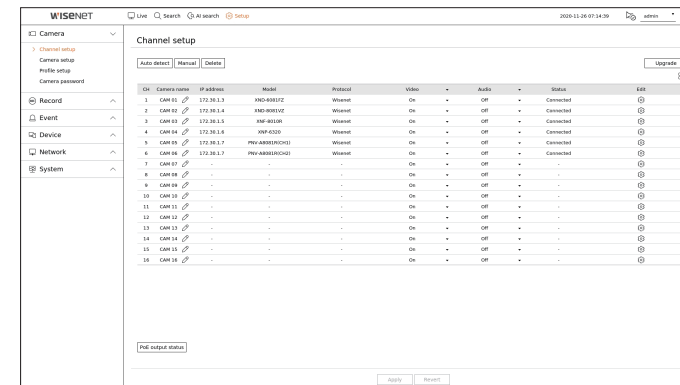 WISENET Live Search AI search Setup 2020-11-26 07:14:39 admin
Camera
Channel setup
Camera setup
Profile setup
Camera password
Record
Event
Device
Network
System
Channel setup
Auto detect Manual Delete Upgrade
CH Camera name IP address Model Protocol Video Audio Status Edit
1 CAM 01 172.30.1.3 XND-6081FZ Wisenet On Off Connected
2 CAM 02 172.30.1.4 XND-8081VZ Wisenet On Off Connected
3 CAM 03 172.30.1.5 XNF-8010R Wisenet On Off Connected
4 CAM 04 172.30.1.6 XNP-6320 Wisenet On Off Connected
5 CAM 05 172.30.1.7 PNV-A8081R(CH1) Wisenet On Off Connected
6 CAM 06 172.30.1.7 PNV-A8081R(CH2) Wisenet On Off Connected
7 CAM 07 - - - On Off -
8 CAM 08 - - - On Off -
9 CAM 09 - - - On Off -
10 CAM 10 - - - On Off -
11 CAM 11 - - - On Off -
12 CAM 12 - - - On Off -
13 CAM 13 - - - On Off -
14 CAM 14 - - - On Off -
15 CAM 15 - - - On Off -
16 CAM 16 - - - On Off -
PoE output status
Apply Revert